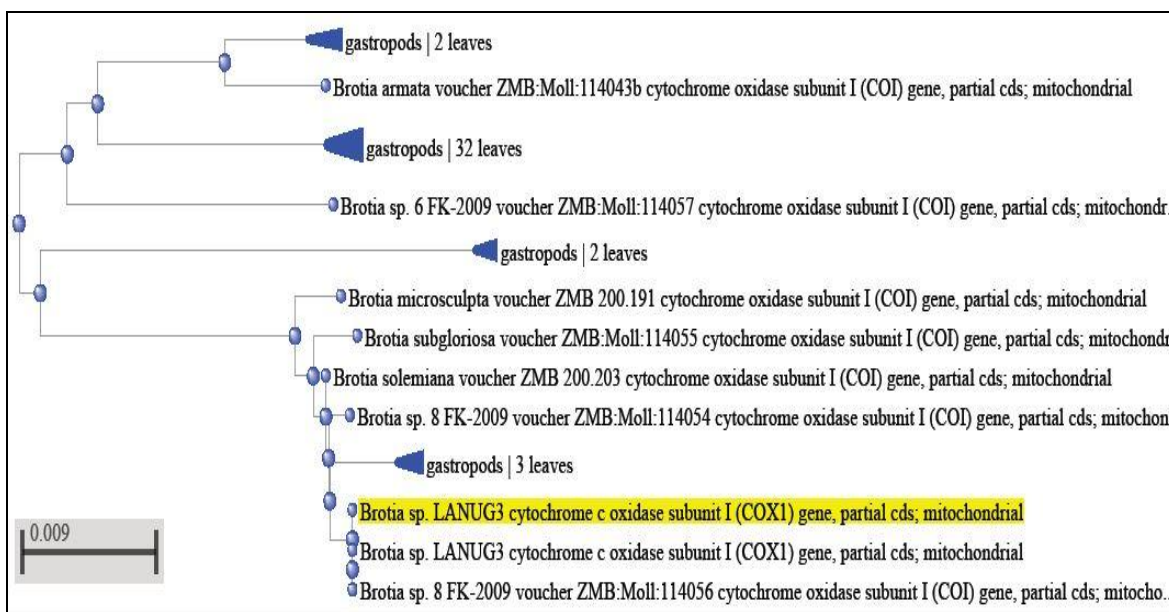 gastropods | 2 leaves
Brotia armata voucher ZMB:Moll:114043b cytochrome oxidase subunit I (COI) gene, partial cds; mitochondrial
gastropods | 32 leaves
Brotia sp. 6 FK-2009 voucher ZMB:Moll:114057 cytochrome oxidase subunit I (COI) gene, partial cds; mitochondr
gastropods | 2 leaves
Brotia microsculpta voucher ZMB 200.191 cytochrome oxidase subunit I (COI) gene, partial cds; mitochondrial
Brotia subgloriosa voucher ZMB:Moll:114055 cytochrome oxidase subunit I (COI) gene, partial cds; mitochondr
Brotia solemiana voucher ZMB 200.203 cytochrome oxidase subunit I (COI) gene, partial cds; mitochondrial
Brotia sp. 8 FK-2009 voucher ZMB:Moll:114054 cytochrome oxidase subunit I (COI) gene, partial cds; mitochon
gastropods | 3 leaves
Brotia sp. LANUG3 cytochrome c oxidase subunit I (COX1) gene, partial cds; mitochondrial
0.009
Brotia sp. LANUG3 cytochrome c oxidase subunit I (COX1) gene, partial cds; mitochondrial
Brotia sp. 8 FK-2009 voucher ZMB:Moll:114056 cytochrome oxidase subunit I (COI) gene, partial cds; mitocho..